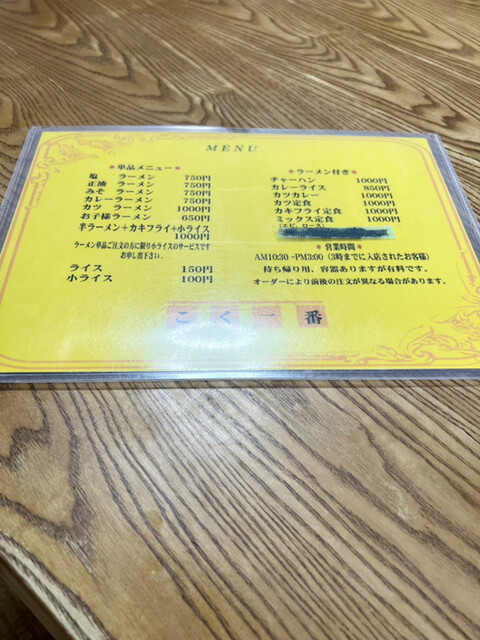 MENU
*単品メニュー*
塩 ラーメン 750円
正油 ラーメン 750円
みそ ラーメン 750円
カレーラーメン 750円
カツ ラーメン 1000円
お子様ラーメン 650円
半ラーメン+カキフライ+小ライス
1000円
ラーメン単品ご注文の方に限り小ライスのサービスです
お申し出下さい.
ライス 150円
小ライス 100円
*ラーメン付き*
チャーハン 1000円
カレーライス 850円
カツカレー 1000円
カツ定食 1000円
カキフライ定食 1000円
ミックス定食 1000円
(エビ、ロース)
*営業時間*
AM10:30 ~PM3:00 (3時までに入店されたお客様)
持ち帰り用、容器ありますが有料です.
オーダーにより前後の注文が異なる場合があります.
こく一番